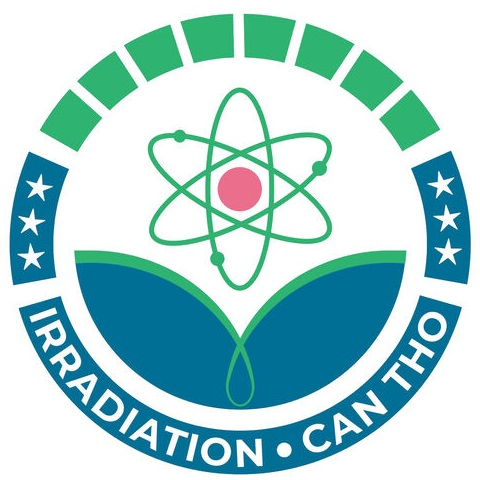 IRRADIATION • CAN THO